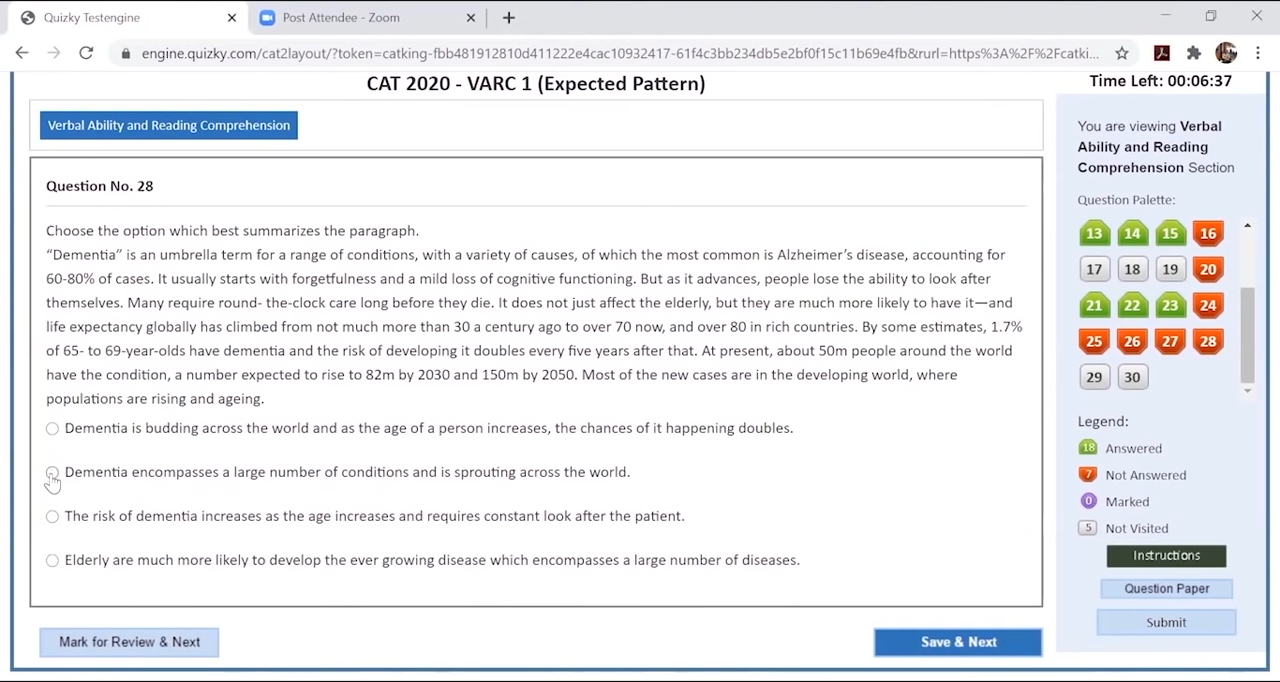 Quizky Testengine
Post Attendee - Zoom
engine.quizky.com/cat2layout/?token=catking-fbb481912810d411222e4cac10932417-61f4c3bb234db5e2bf0f15c11b69e4fb&rurl=https%3A%2F%2Fcatki...
CAT 2020 - VARC 1 (Expected Pattern)
Time Left: 00:06:37
Verbal Ability and Reading Comprehension
Question No. 28
Choose the option which best summarizes the paragraph.
“Dementia” is an umbrella term for a range of conditions, with a variety of causes, of which the most common is Alzheimer’s disease, accounting for
60-80% of cases. It usually starts with forgetfulness and a mild loss of cognitive functioning. But as it advances, people lose the ability to look after
themselves. Many require round- the-clock care long before they die. It does not just affect the elderly, but they are much more likely to have it—and
life expectancy globally has climbed from not much more than 30 a century ago to over 70 now, and over 80 in rich countries. By some estimates, 1.7%
of 65- to 69-year-olds have dementia and the risk of developing it doubles every five years after that. At present, about 50m people around the world
have the condition, a number expected to rise to 82m by 2030 and 150m by 2050. Most of the new cases are in the developing world, where
populations are rising and ageing.
Dementia is budding across the world and as the age of a person increases, the chances of it happening doubles.
Dementia encompasses a large number of conditions and is sprouting across the world.
The risk of dementia increases as the age increases and requires constant look after the patient.
Elderly are much more likely to develop the ever growing disease which encompasses a large number of diseases.
Mark for Review & Next
Save & Next
You are viewing Verbal
Ability and Reading
Comprehension Section
Question Palette:
13 14 15 16
17 18 19 20
21 22 23 24
25 26 27 28
29 30
Legend:
18 Answered
7 Not Answered
0 Marked
5 Not Visited
Instructions
Question Paper
Submit